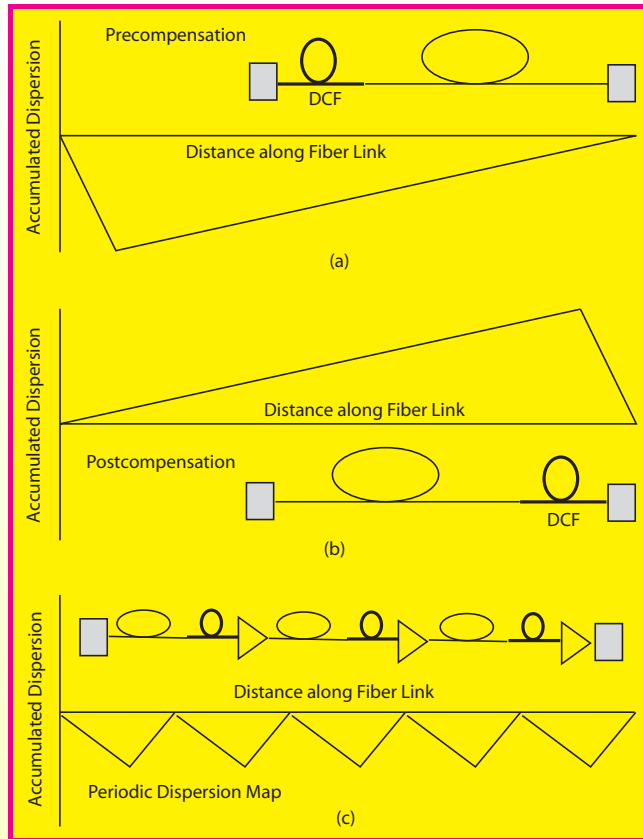 Accumulated Dispersion
Precompensation
DCF
Distance along Fiber Link
(a)
Accumulated Dispersion
Distance along Fiber Link
Postcompensation
DCF
(b)
Accumulated Dispersion
Distance along Fiber Link
Periodic Dispersion Map
(c)